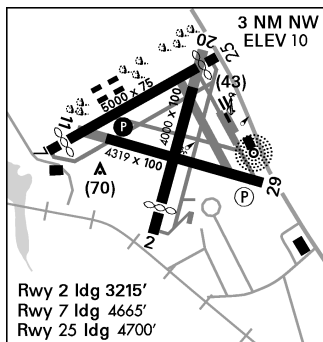 3 NM NW
ELEV 10
20
25
(43)
5000 x 75
4000 x 100
11
7
P
4319 x 100
(70)
P
29
2
Rwy 2 ldg 3215'
Rwy 7 ldg 4665'
Rwy 25 ldg 4700'